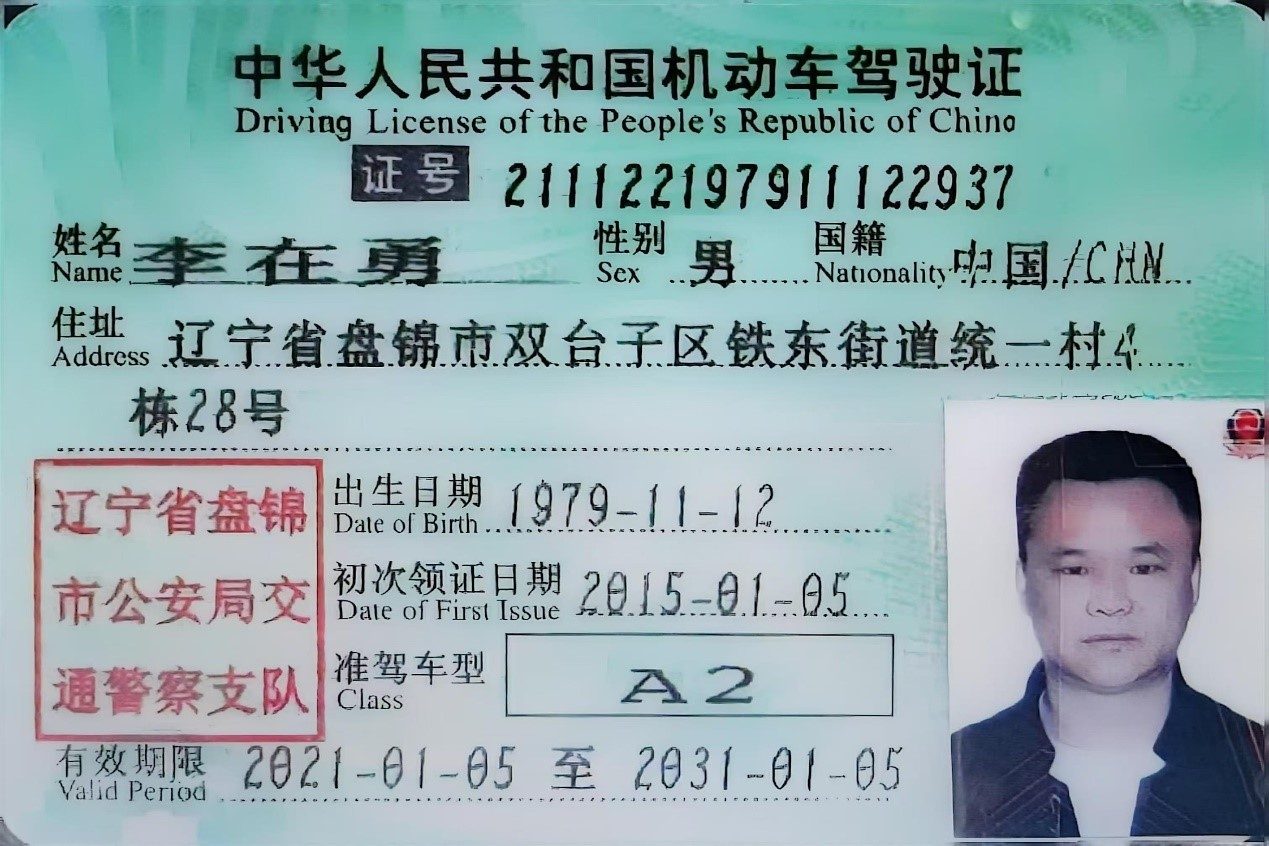 中华人民共和国机动车驾驶证
Driving License of the People's Republic of China
证号 211122197911122937
姓名 李在勇 性别 男 国籍 中国/CHN
Name Sex Nationality
住址 辽宁省盘锦市双台子区铁东街道统一村4
Address
栋28号
辽宁省盘锦
市公安局交
通警察支队
出生日期 1979-11-12
Date of Birth
初次领证日期 2015-01-05
Date of First Issue
准驾车型 A2
Class
有效期限 2021-01-05 至 2031-01-05
Valid Period